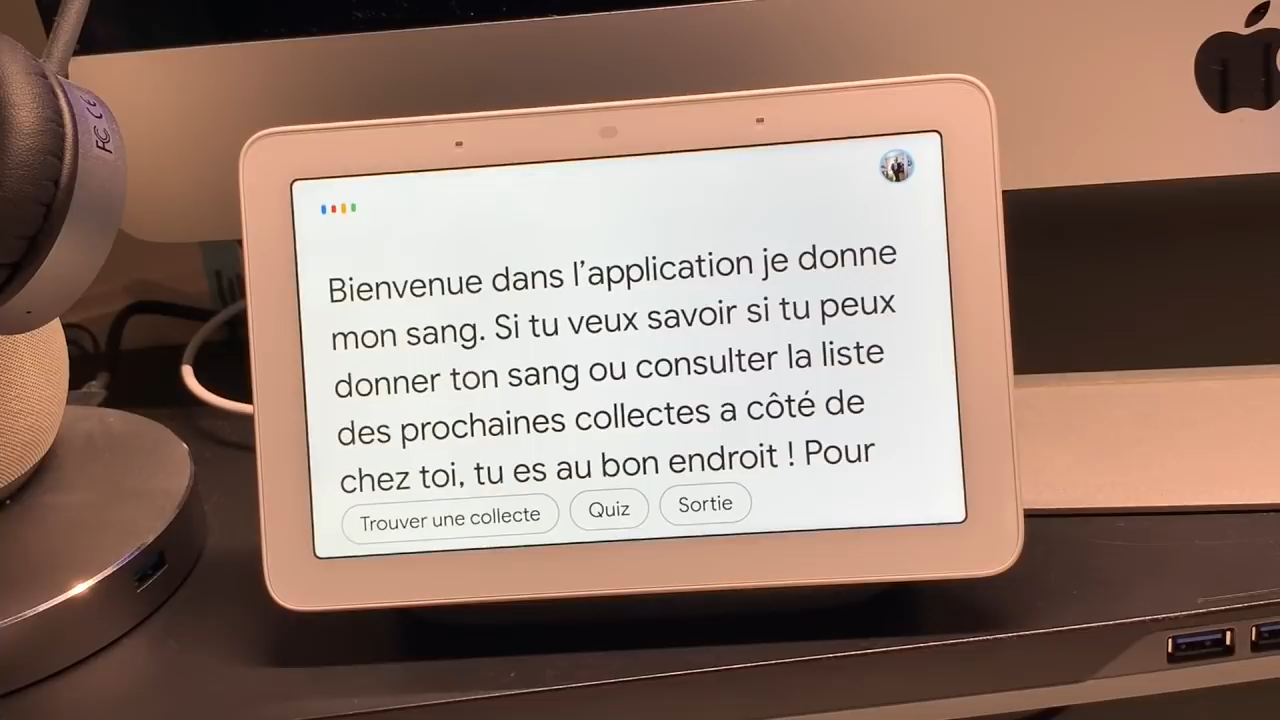 FC CE
Bienvenue dans l’application je donne
mon sang. Si tu veux savoir si tu peux
donner ton sang ou consulter la liste
des prochaines collectes a côté de
chez toi, tu es au bon endroit ! Pour
Trouver une collecte
Quiz
Sortie